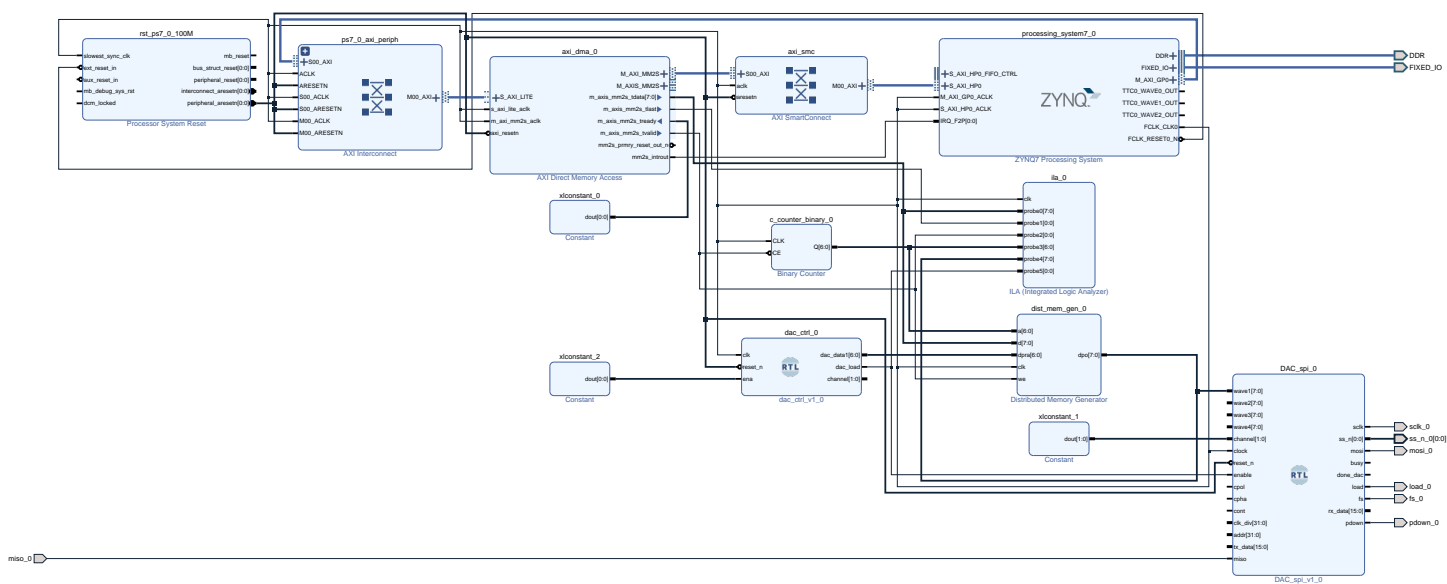 rst_ps7_0_100M
slowest_sync_clk
ext_reset_in
aux_reset_in
mb_debug_sys_rst
dcm_locked
mb_reset
bus_struct_reset[0:0]
peripheral_reset[0:0]
interconnect_aresetn[0:0]
peripheral_aresetn[0:0]
Processor System Reset
ps7_0_axi_periph
S00_AXI
ACLK
ARESETN
S00_ACLK
S00_ARESETN
M00_ACLK
M00_ARESETN
M00_AXI
AXI Interconnect
axi_dma_0
S_AXI_LITE
s_axi_lite_aclk
m_axi_mm2s_aclk
axi_resetn
M_AXI_MM2S
M_AXIS_MM2S
m_axis_mm2s_tdata[7:0]
m_axis_mm2s_tlast
m_axis_mm2s_tready
m_axis_mm2s_tvalid
mm2s_prmry_reset_out_n
mm2s_introut
AXI Direct Memory Access
axi_smc
S00_AXI
aclk
aresetn
M00_AXI
AXI SmartConnect
processing_system7_0
S_AXI_HP0_FIFO_CTRL
S_AXI_HP0
M_AXI_GP0_ACLK
S_AXI_HP0_ACLK
IRQ_F2P[0:0]
ZYNQ
DDR
FIXED_IO
M_AXI_GP0
TTC0_WAVE0_OUT
TTC0_WAVE1_OUT
TTC0_WAVE2_OUT
FCLK_CLK0
FCLK_RESET0_N
ZYNQ7 Processing System
DDR
FIXED_IO
xlconstant_0
dout[0:0]
Constant
c_counter_binary_0
CLK
CE
Q[6:0]
Binary Counter
ila_0
clk
probe0[7:0]
probe1[0:0]
probe2[0:0]
probe3[6:0]
probe4[7:0]
probe5[0:0]
ILA (Integrated Logic Analyzer)
xlconstant_2
dout[0:0]
Constant
dac_ctrl_0
clk
reset_n
ena
RTL
dac_data1[6:0]
dac_load
channel[1:0]
dac_ctrl_v1_0
dist_mem_gen_0
a[6:0]
d[7:0]
dpra[6:0]
clk
we
dpo[7:0]
Distributed Memory Generator
xlconstant_1
dout[1:0]
Constant
DAC_spi_0
wave1[7:0]
wave2[7:0]
wave3[7:0]
wave4[7:0]
channel[1:0]
clock
reset_n
enable
cpol
cpha
cont
clk_div[31:0]
addr[31:0]
tx_data[15:0]
miso
RTL
sclk
ss_n[0:0]
mosi
busy
done_dac
load
fs
rx_data[15:0]
pdown
DAC_spi_v1_0
sclk_0
ss_n_0[0:0]
mosi_0
load_0
fs_0
pdown_0
miso_0